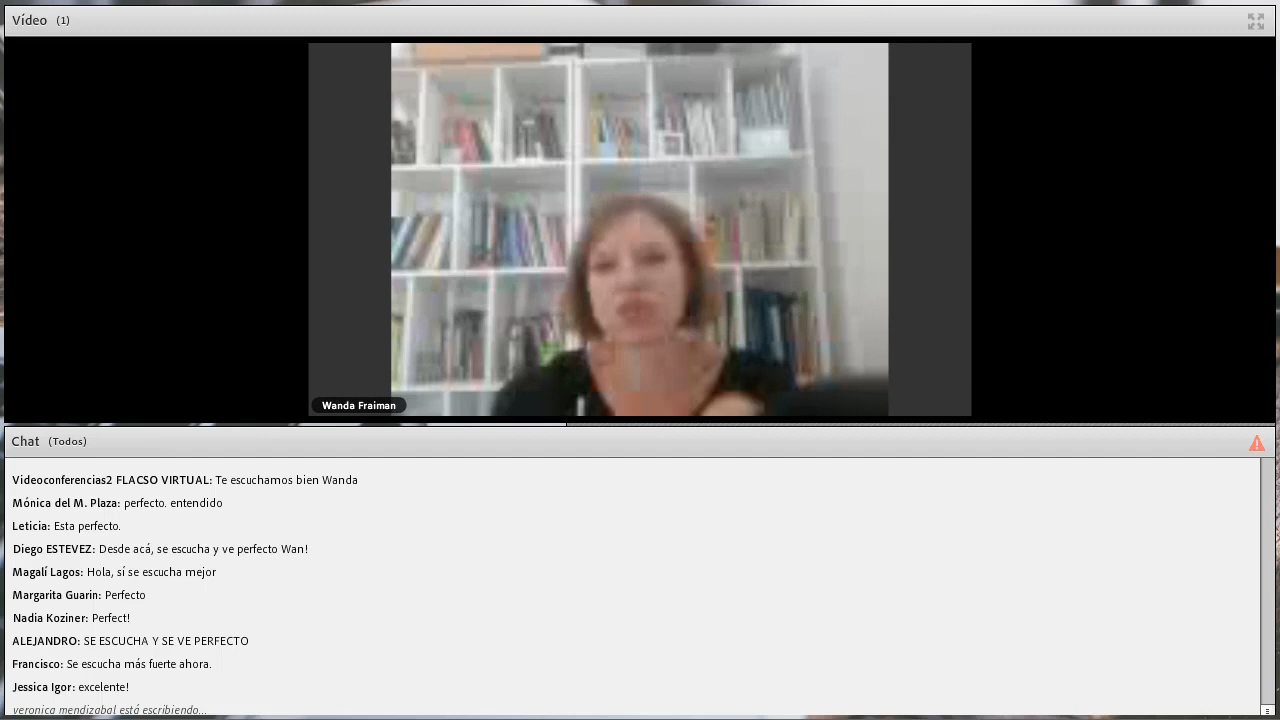 Vídeo (1)
Wanda Fraiman
Chat (Todos)
Videoconferencias2 FLACSO VIRTUAL: Te escuchamos bien Wanda
Mónica del M. Plaza: perfecto. entendido
Leticia: Esta perfecto.
Diego ESTEVEZ: Desde acá, se escucha y ve perfecto Wan!
Magalí Lagos: Hola, sí se escucha mejor
Margarita Guarin: Perfecto
Nadia Koziner: Perfect!
ALEJANDRO: SE ESCUCHA Y SE VE PERFECTO
Francisco: Se escucha más fuerte ahora.
Jessica Igor: excelente!
veronica mendizabal está escribiendo...